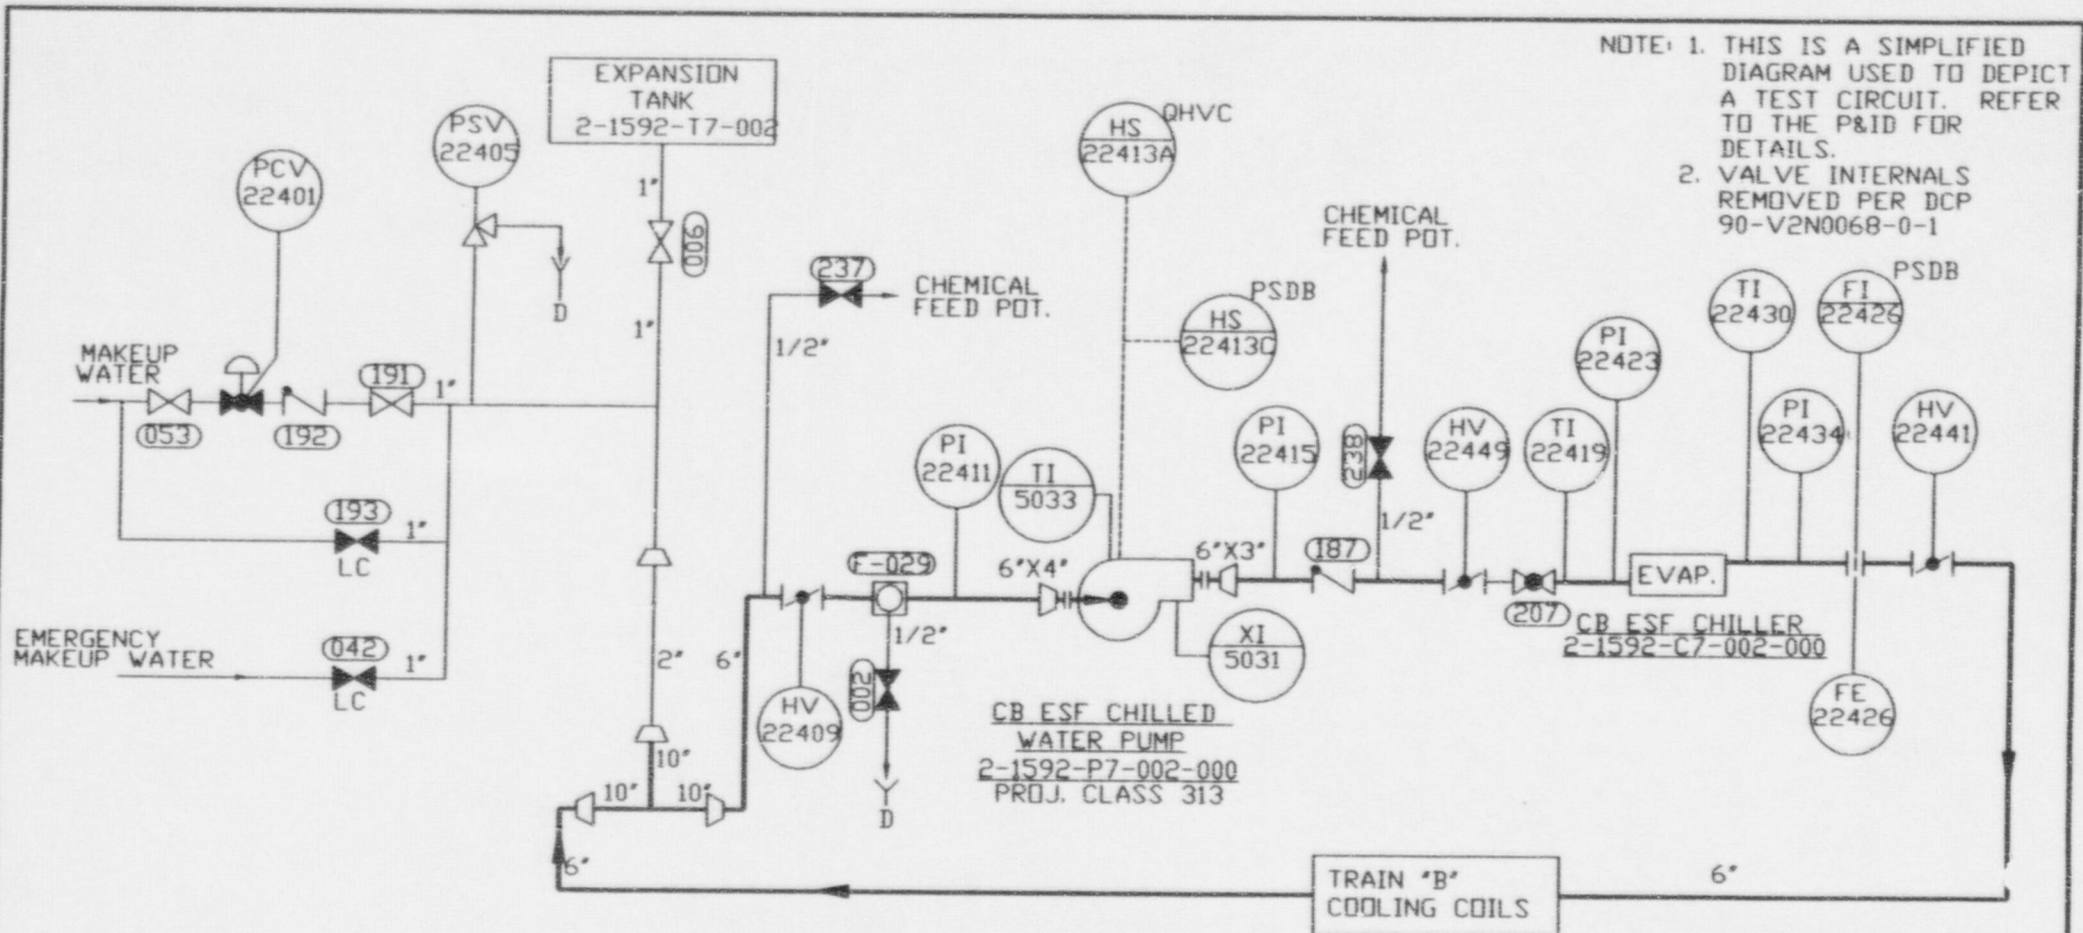 NOTE: 1. THIS IS A SIMPLIFIED
DIAGRAM USED TO DEPICT
A TEST CIRCUIT. REFER
TO THE P&ID FOR
DETAILS.
2. VALVE INTERNALS
REMOVED PER DCP
90-V2N0068-0-1
EXPANSION
TANK
2-1592-T7-002
PSV
22405
PCV
22401
1"
006
1"
D
HS
22413A
QHVC
HS
22413C
PSDB
237
CHEMICAL
FEED POT.
1/2"
CHEMICAL
FEED POT.
238
1/2"
MAKEUP
WATER
053
192
191
1"
193
1"
LC
EMERGENCY
MAKEUP WATER
042
1"
LC
2"
10"
10"
10"
6"
6"
HV
22409
F-029
1/2"
002
D
PI
22411
TI
5033
6"X4"
6"X3"
XI
5031
CB ESF CHILLED
WATER PUMP
2-1592-P7-002-000
PROJ. CLASS 313
PI
22415
187
HV
22449
TI
22419
PI
22423
207
EVAP.
CB ESF CHILLER
2-1592-C7-002-000
TI
22430
PI
22434
FI
22426
PSDB
HV
22441
FE
22426
TRAIN "B"
COOLING COILS
6"